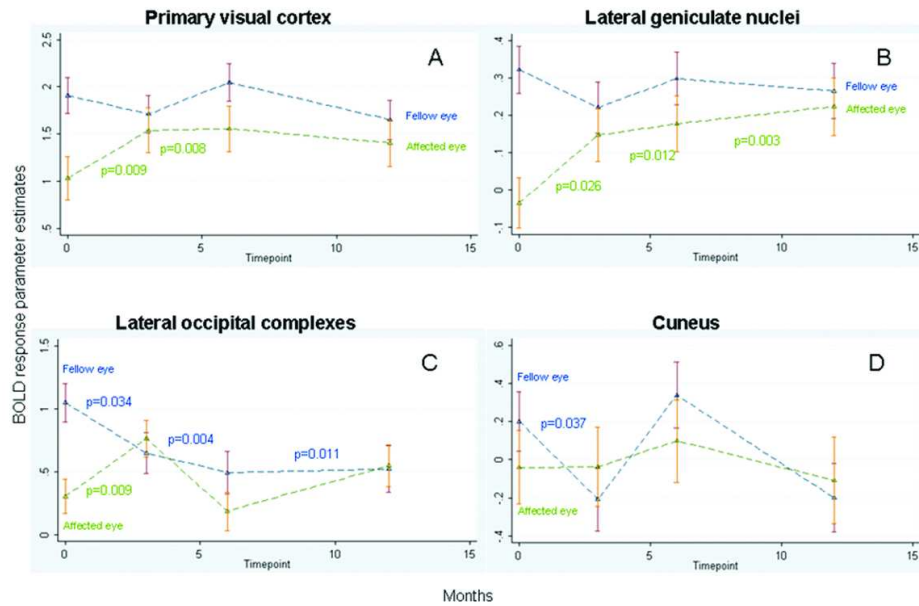 Primary visual cortex
A
2.5
2
1.5
1
.5
Fellow eye
Affected eye
p=0.009
p=0.008
0
5
10
15
Timepoint
Lateral geniculate nuclei
B
.4
.3
.2
.1
0
-.1
Fellow eye
Affected eye
p=0.026
p=0.012
p=0.003
0
5
10
15
Timepoint
BOLD response parameter estimates
Lateral occipital complexes
C
1.5
1
.5
0
Fellow eye
p=0.034
p=0.004
p=0.011
p=0.009
Affected eye
0
5
10
15
Timepoint
Cuneus
D
.6
.4
.2
0
-.2
-.4
Fellow eye
p=0.037
Affected eye
0
5
10
15
Timepoint
Months